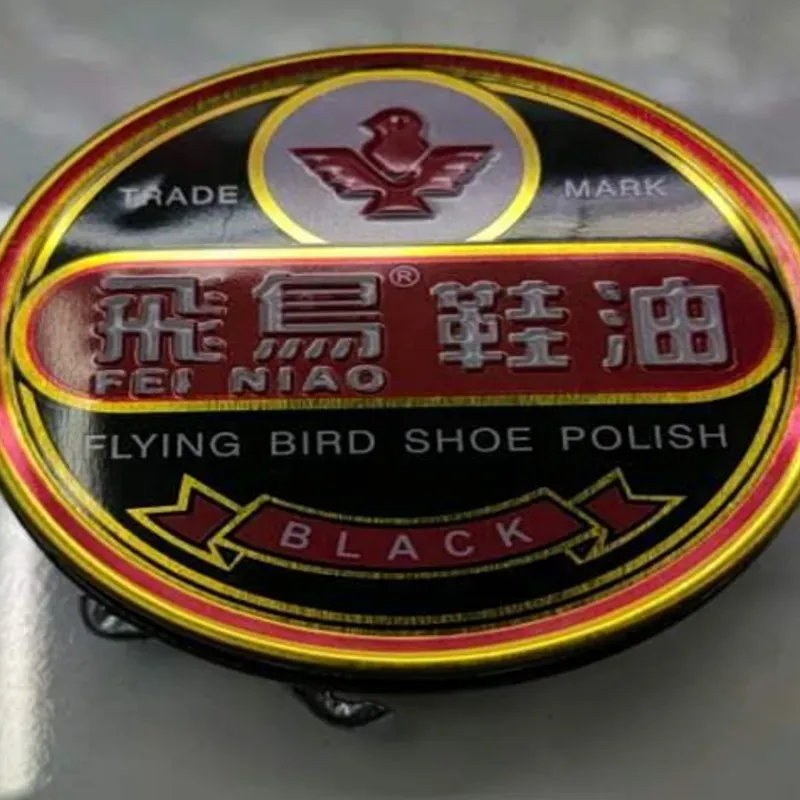 TRADE MARK
飛鳥® 鞋油
FEI NIAO
FLYING BIRD SHOE POLISH
BLACK